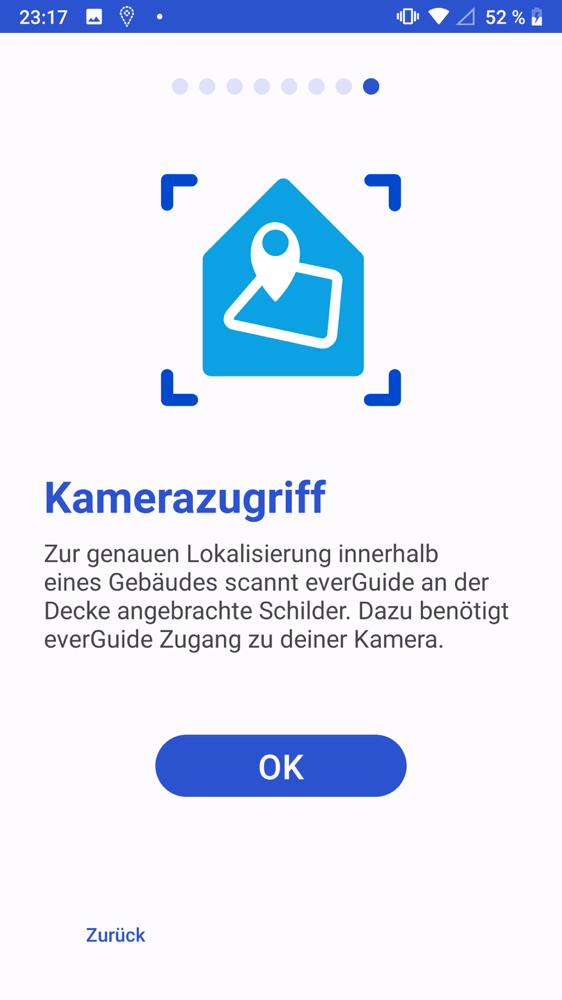 23:17
52 %
Kamerazugriff
Zur genauen Lokalisierung innerhalb
eines Gebäudes scannt everGuide an der
Decke angebrachte Schilder. Dazu benötigt
everGuide Zugang zu deiner Kamera.
OK
Zurück